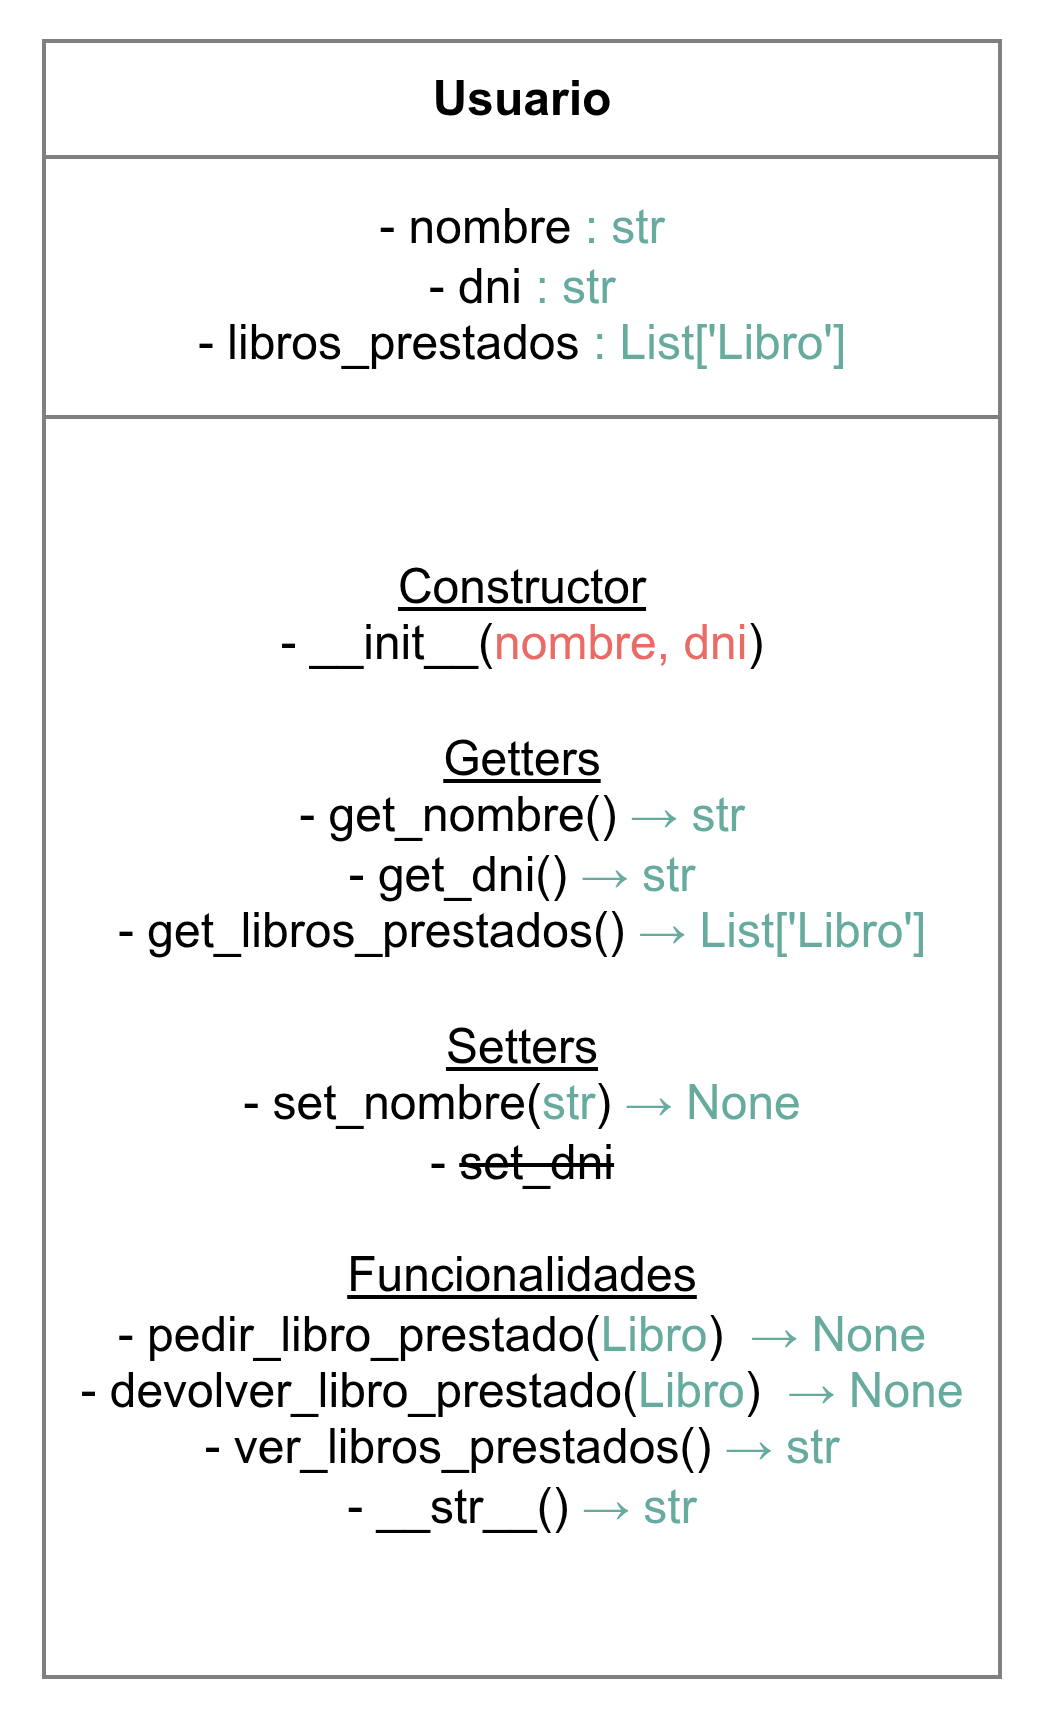 Usuario
- nombre : str
- dni : str
- libros_prestados : List['Libro']
Constructor
- __init__(nombre, dni)
Getters
- get_nombre() → str
- get_dni() → str
- get_libros_prestados() → List['Libro']
Setters
- set_nombre(str) → None
- set_dni
Funcionalidades
- pedir_libro_prestado(Libro)  → None
- devolver_libro_prestado(Libro)  → None
- ver_libros_prestados() → str
- __str__() → str